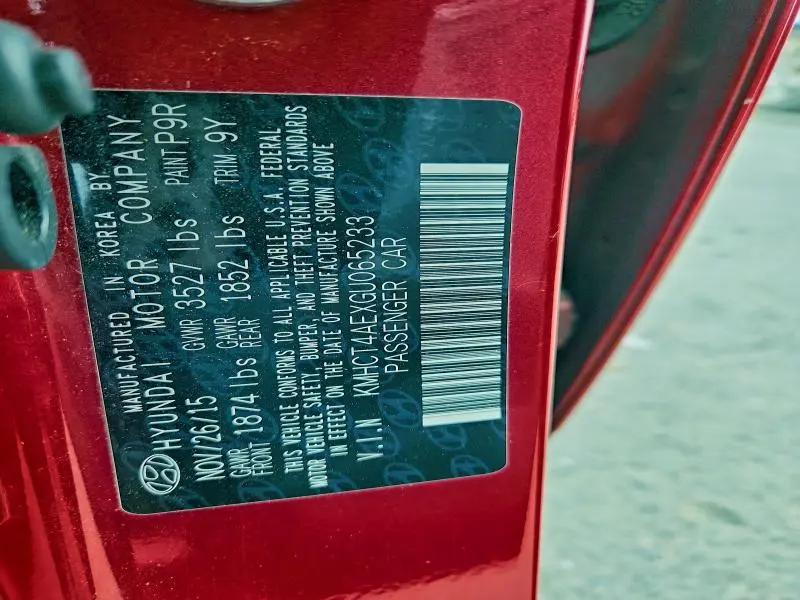 MANUFACTURED IN KOREA BY
HYUNDAI MOTOR COMPANY
NOV/26/15 GVWR 3527 lbs PAINT P9R
GAWR FRONT 1874 lbs GAWR REAR 1852 lbs TRIM 9Y
THIS VEHICLE CONFORMS TO ALL APPLICABLE U.S.A. FEDERAL
MOTOR VEHICLE SAFETY, BUMPER, AND THEFT PREVENTION STANDARDS
IN EFFECT ON THE DATE OF MANUFACTURE SHOWN ABOVE
V.I.N KMHCT4AEXGU065233
PASSENGER CAR